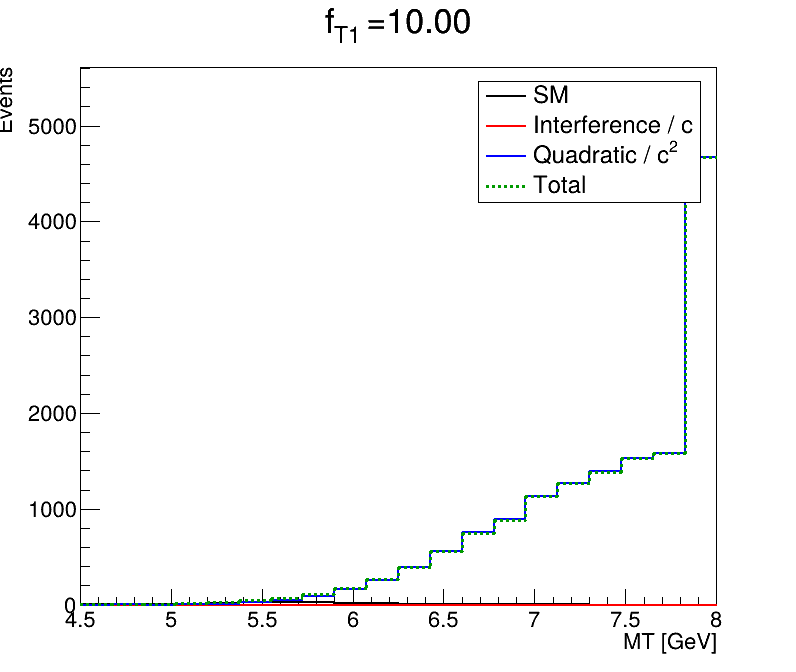 f_T1 =10.00
Events
SM
Interference / c
Quadratic / c²
Total
5000
4000
3000
2000
1000
0
4.5 5 5.5 6 6.5 7 7.5 8
MT [GeV]